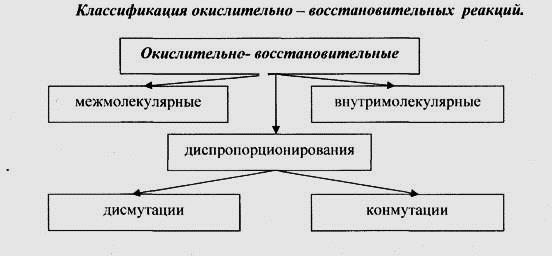 Классификация окислительно – восстановительных реакций.
Окислительно- восстановительные
межмолекулярные
внутримолекулярные
диспропорционирования
дисмутации
конмутации